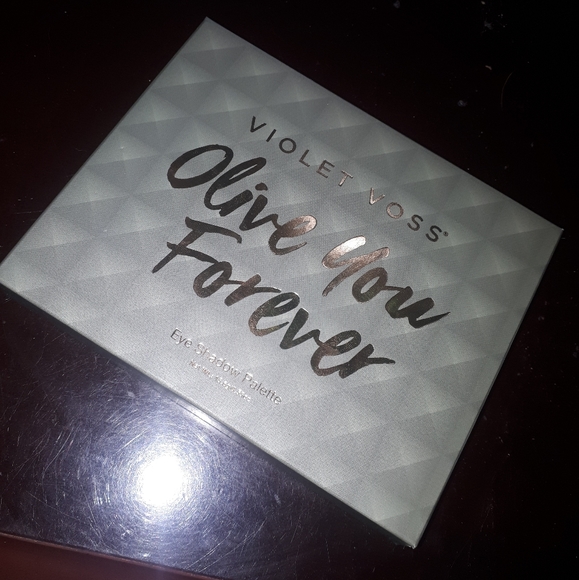 VIOLET VOSS®
Olive You
Forever
Eye Shadow Palette